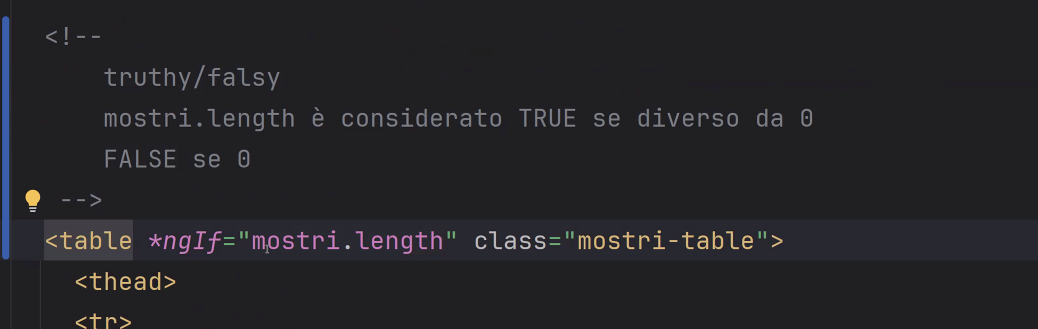 <!--
truthy/falsy
mostri.length è considerato TRUE se diverso da 0
FALSE se 0
-->
<table *ngIf="mostri.length" class="mostri-table">
<thead>
<tr>